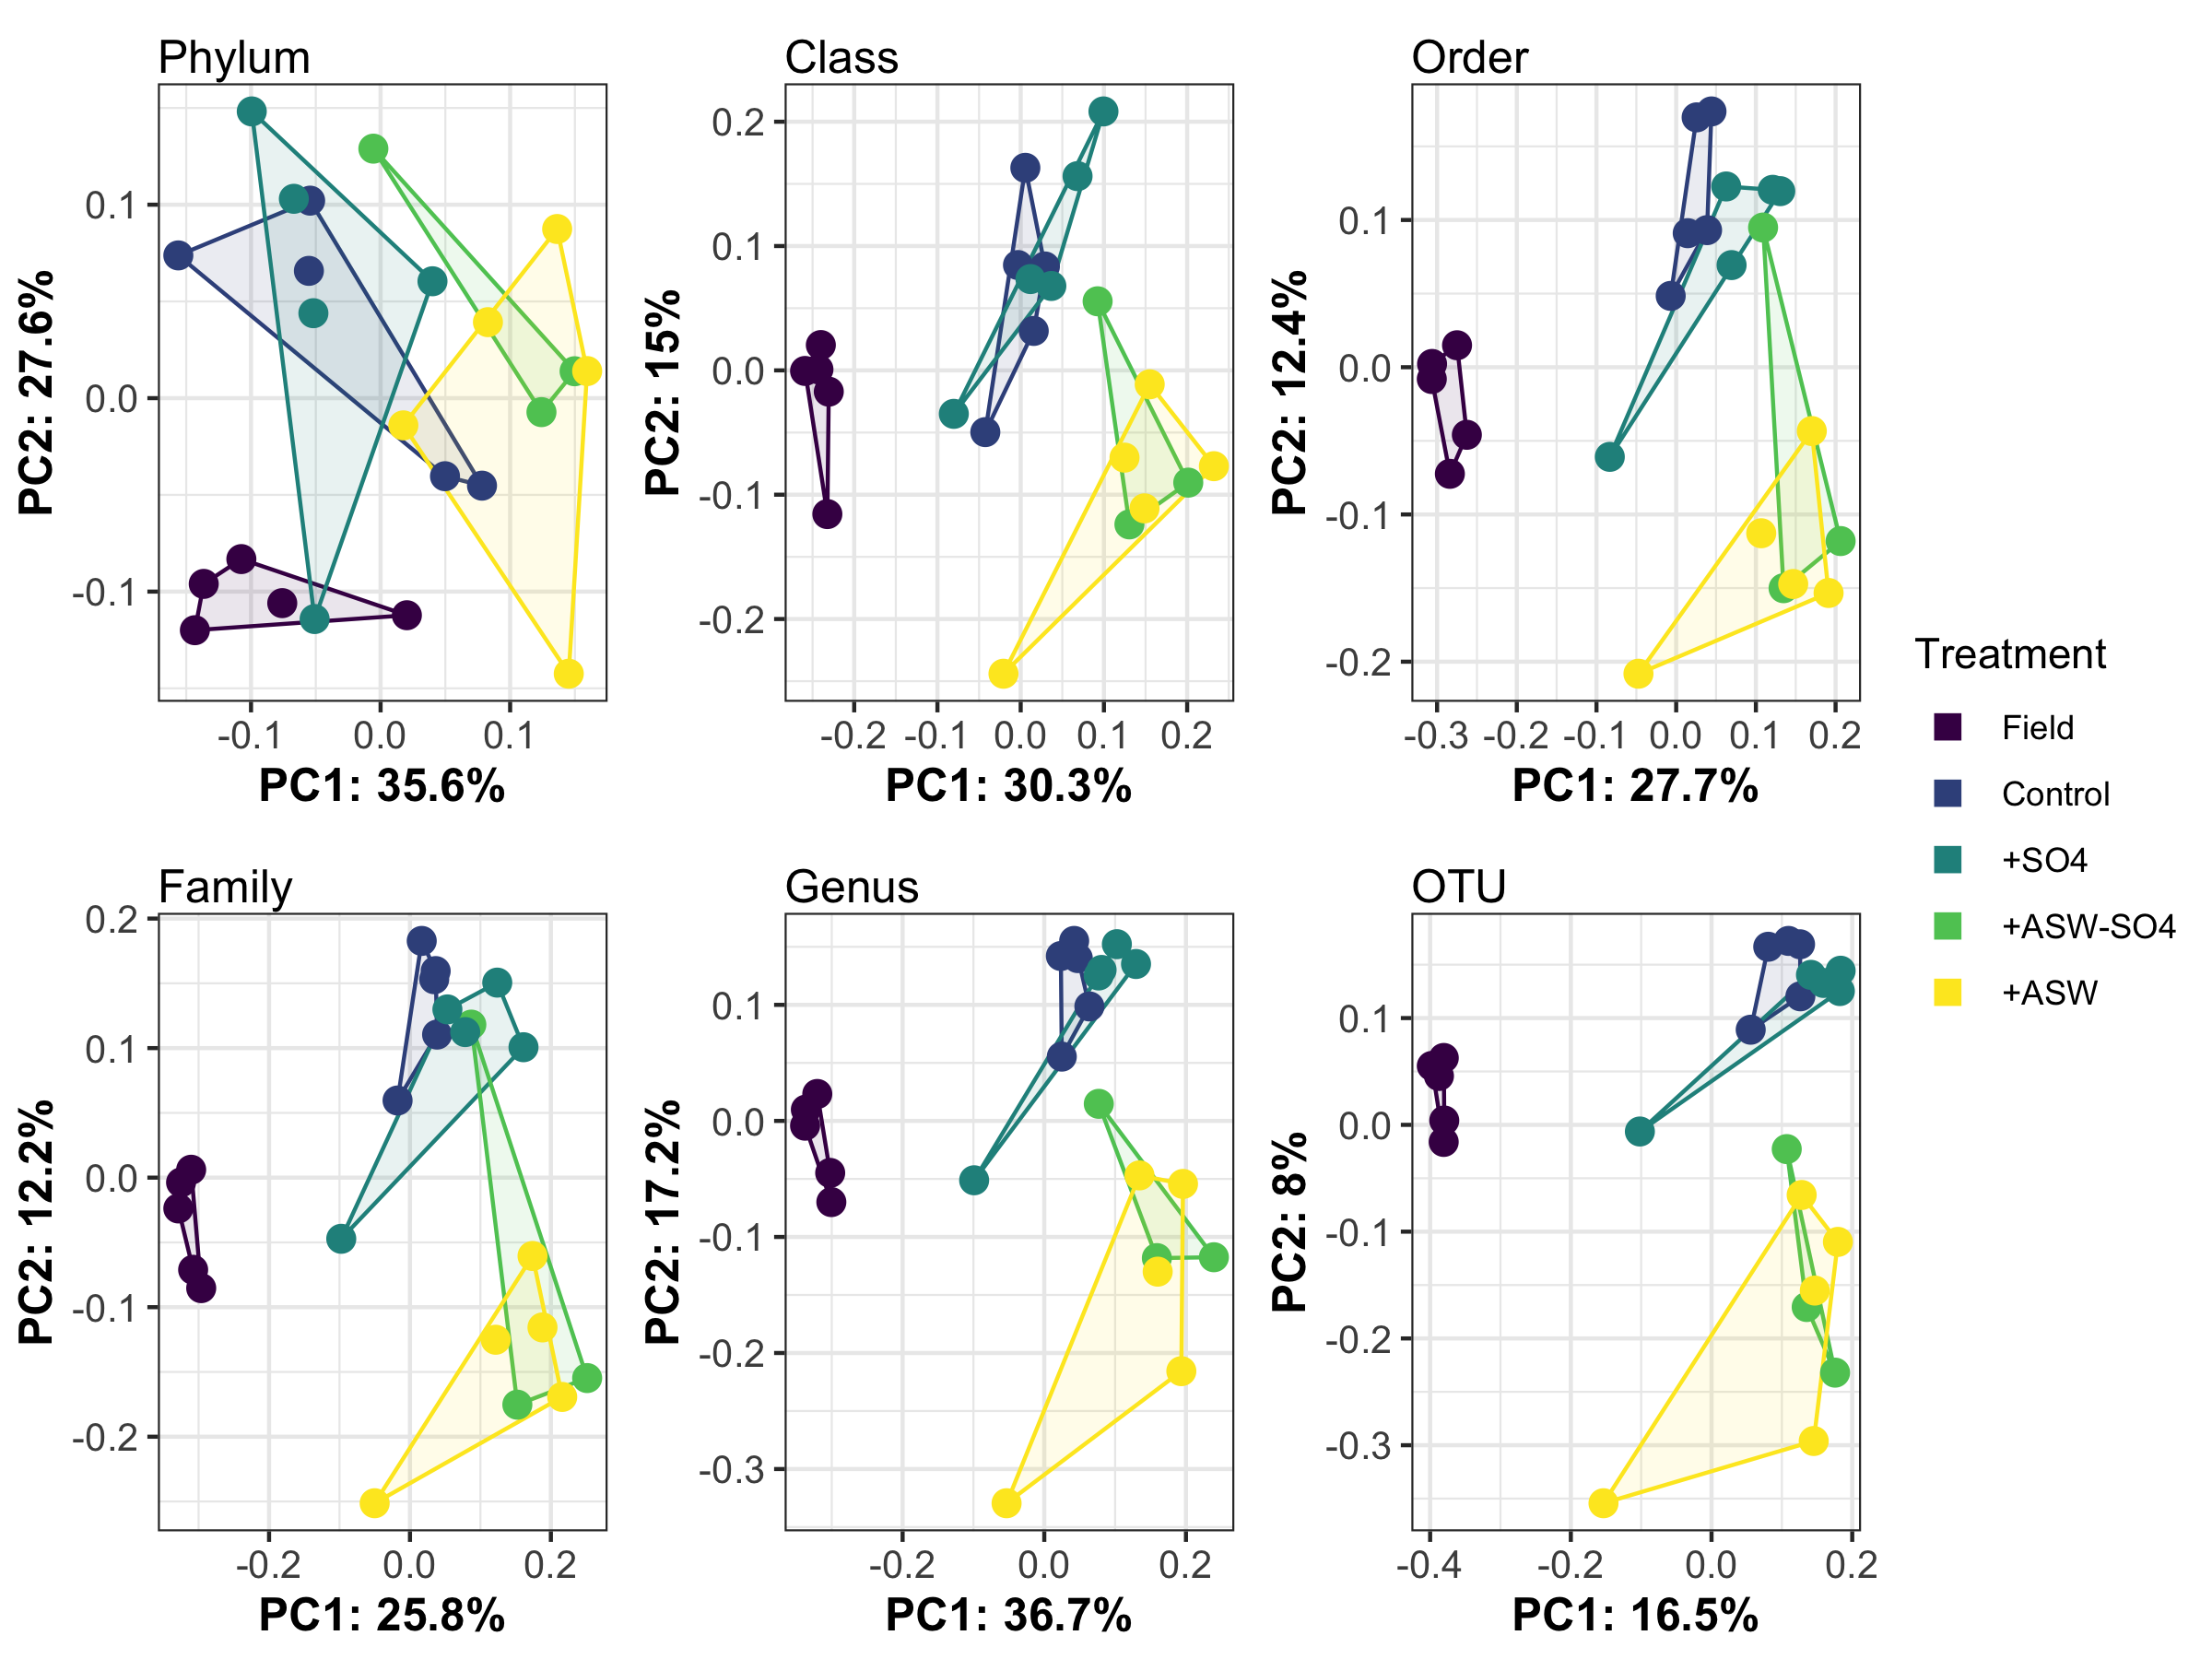 Phylum
PC2: 27.6%
0.1
0.0
-0.1
-0.1 0.0 0.1
PC1: 35.6%
Class
PC2: 15%
0.2
0.1
0.0
-0.1
-0.2
-0.2 -0.1 0.0 0.1 0.2
PC1: 30.3%
Order
PC2: 12.4%
0.1
0.0
-0.1
-0.2
-0.3 -0.2 -0.1 0.0 0.1 0.2
PC1: 27.7%
Family
PC2: 12.2%
0.2
0.1
0.0
-0.1
-0.2
-0.2 0.0 0.2
PC1: 25.8%
Genus
PC2: 17.2%
0.1
0.0
-0.1
-0.2
-0.3
-0.2 0.0 0.2
PC1: 36.7%
OTU
PC2: 8%
0.1
0.0
-0.1
-0.2
-0.3
-0.4 -0.2 0.0 0.2
PC1: 16.5%
Treatment
Field
Control
+SO4
+ASW-SO4
+ASW